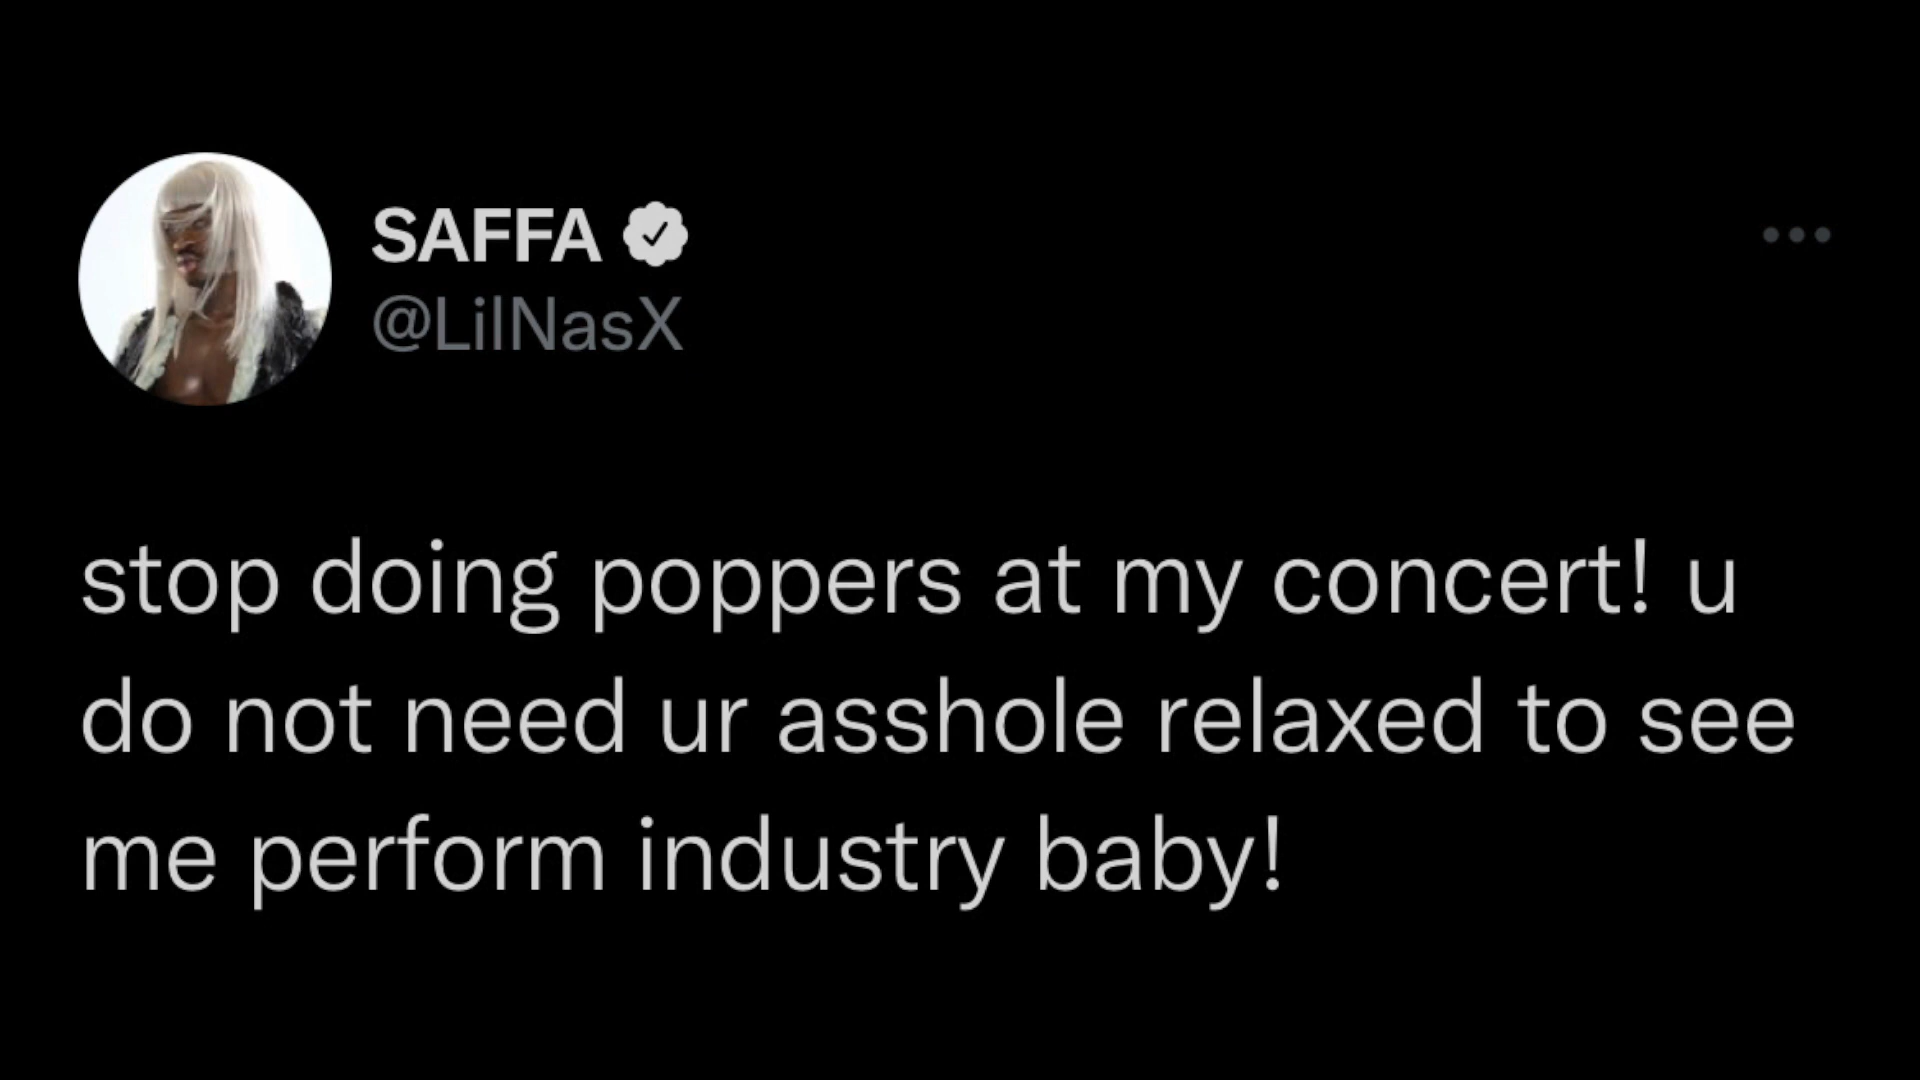 SAFFA
@LilNasX
stop doing poppers at my concert! u
do not need ur asshole relaxed to see
me perform industry baby!